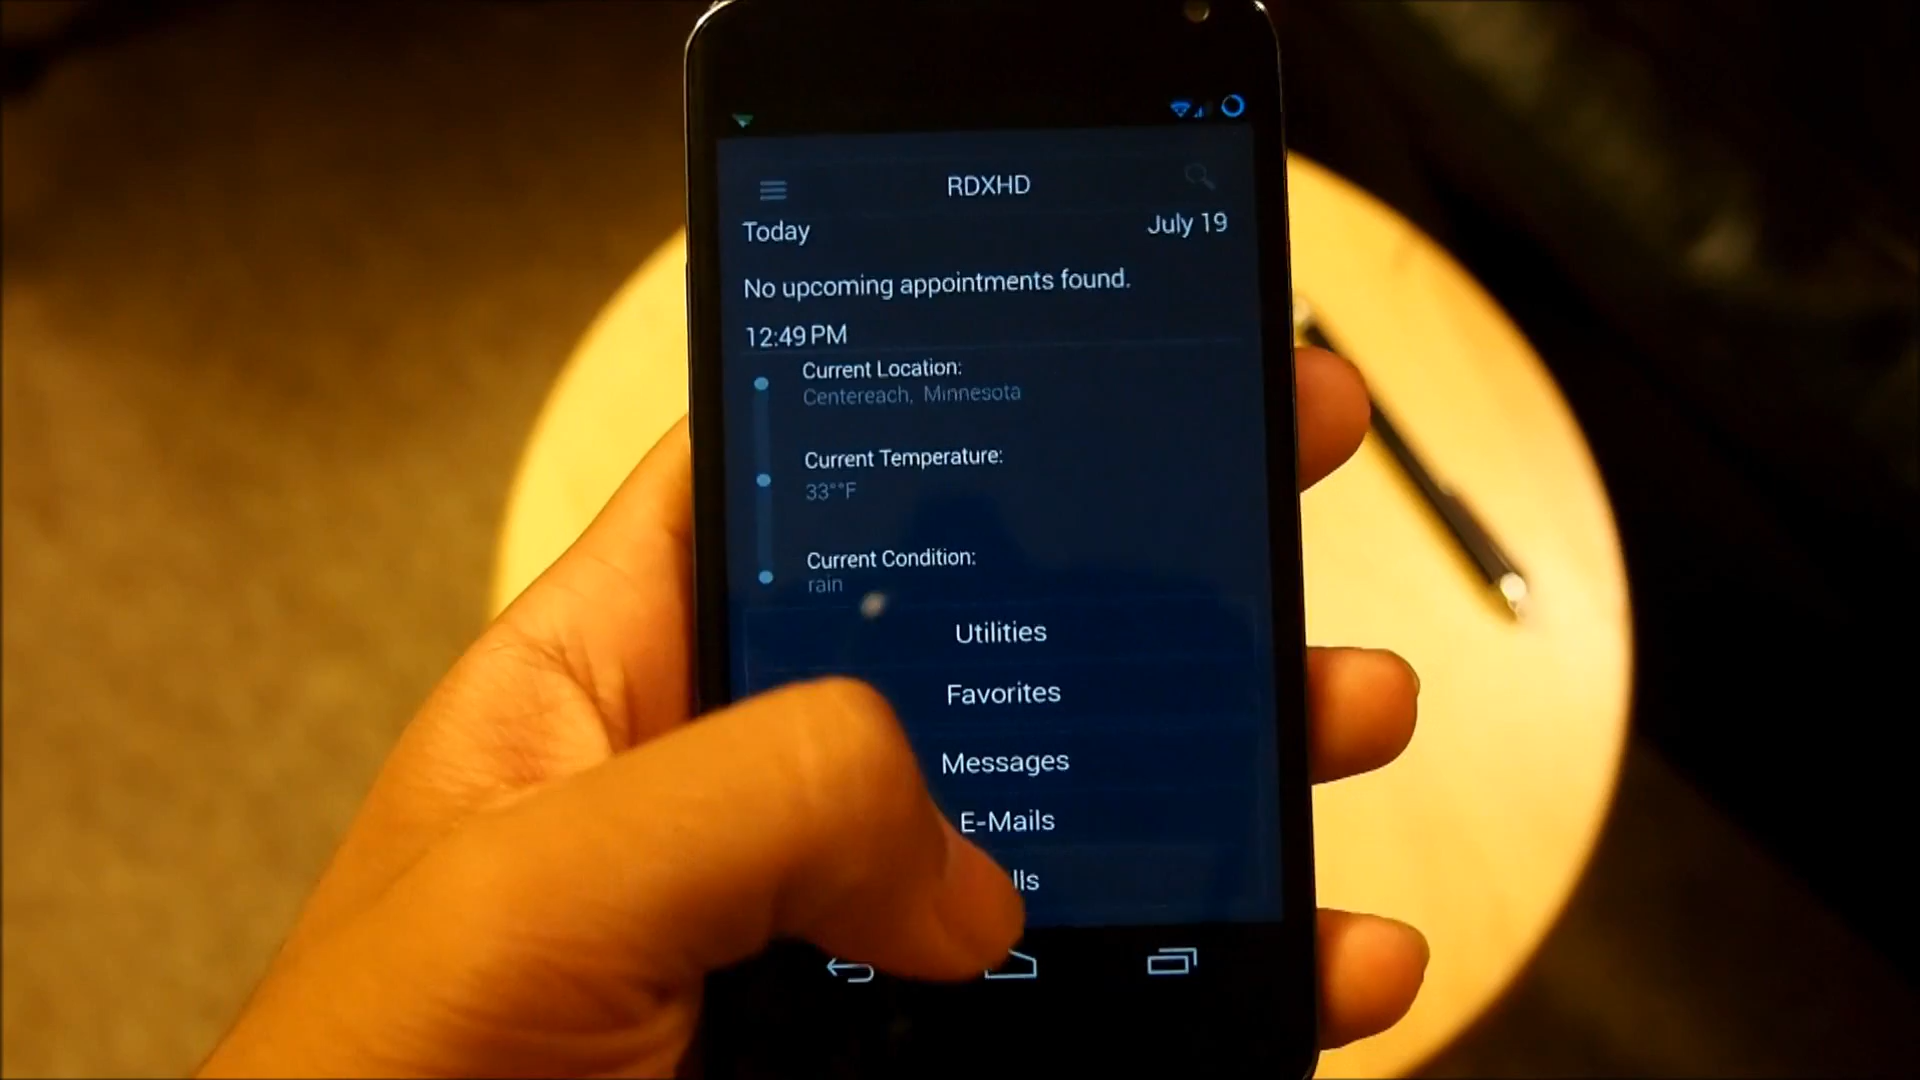 RDXHD
Today July 19
No upcoming appointments found.
12:49 PM
Current Location:
Centereach, Minnesota
Current Temperature:
33°°F
Current Condition:
rain
Utilities
Favorites
Messages
E-Mails
lls